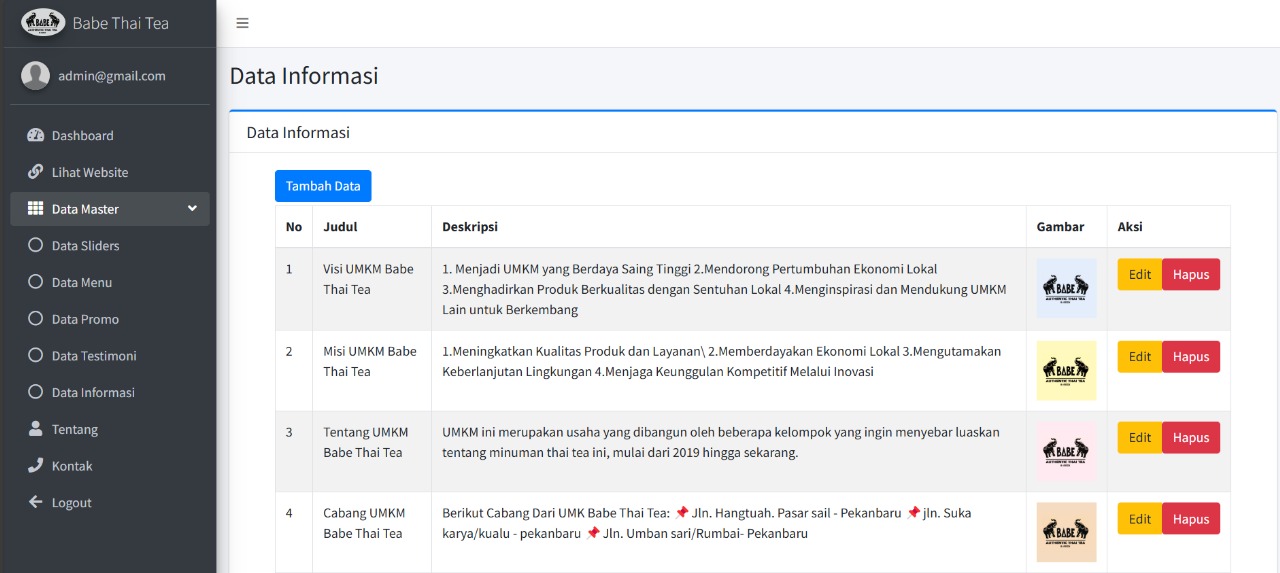 Babe Thai Tea
admin@gmail.com
Dashboard
Lihat Website
Data Master
Data Sliders
Data Menu
Data Promo
Data Testimoni
Data Informasi
Tentang
Kontak
Logout
Data Informasi
Data Informasi
Tambah Data
No Judul Deskripsi Gambar Aksi
1 Visi UMKM Babe Thai Tea
1. Menjadi UMKM yang Berdaya Saing Tinggi 2.Mendorong Pertumbuhan Ekonomi Lokal
3.Menghadirkan Produk Berkualitas dengan Sentuhan Lokal 4.Menginspirasi dan Mendukung UMKM
Lain untuk Berkembang
BABE
AUTHENTIC THAI TEA
Edit Hapus
2 Misi UMKM Babe Thai Tea
1.Meningkatkan Kualitas Produk dan Layanan\ 2.Memberdayakan Ekonomi Lokal 3.Mengutamakan
Keberlanjutan Lingkungan 4.Menjaga Keunggulan Kompetitif Melalui Inovasi
BABE
AUTHENTIC THAI TEA
Edit Hapus
3 Tentang UMKM Babe Thai Tea
UMKM ini merupakan usaha yang dibangun oleh beberapa kelompok yang ingin menyebar luaskan
tentang minuman thai tea ini, mulai dari 2019 hingga sekarang.
BABE
AUTHENTIC THAI TEA
Edit Hapus
4 Cabang UMKM Babe Thai Tea
Berikut Cabang Dari UMK Babe Thai Tea: 📌 Jln. Hangtuah. Pasar sail - Pekanbaru 📌 jln. Suka
karya/kualu - pekanbaru 📌 Jln. Umban sari/Rumbai- Pekanbaru
BABE
AUTHENTIC THAI TEA
Edit Hapus